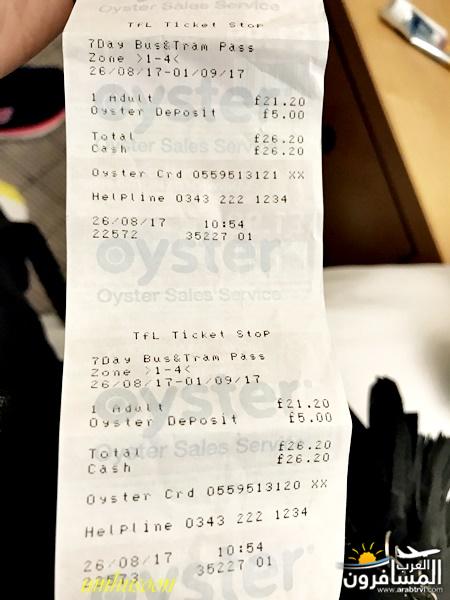 TfL Ticket Stop
7Day Bus&Tram Pass
Zone >1-4<
26/08/17-01/09/17
1 Adult £21.20
Oyster Deposit £5.00
Total £26.20
Cash £26.20
Oyster Crd 0559513121 XX
Helpline 0343 222 1234
26/08/17 10:54
22572 35227 01
oyster
Oyster Sales Service
TfL Ticket Stop
7Day Bus&Tram Pass
Zone >1-4<
26/08/17-01/09/17
1 Adult £21.20
Oyster Deposit £5.00
Total £26.20
Cash £26.20
Oyster Crd 0559513120 XX
Helpline 0343 222 1234
26/08/17 10:54
35227 01
العرب
المسافرون
www.arabtrvl.com